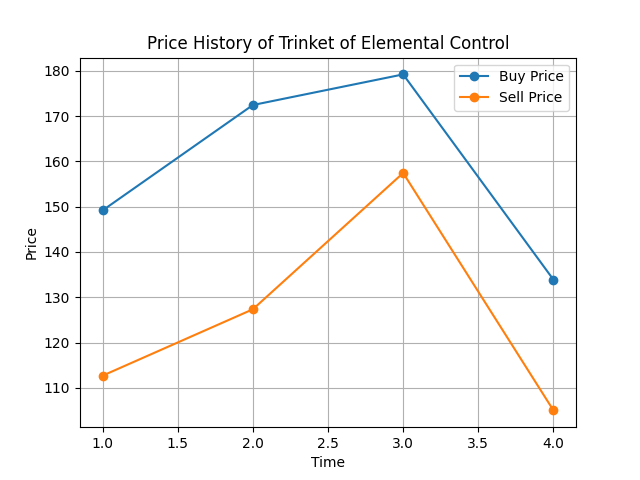 Price History of Trinket of Elemental Control
Buy Price
Sell Price
180
170
160
150
140
130
120
110
Price
1.0 1.5 2.0 2.5 3.0 3.5 4.0
Time